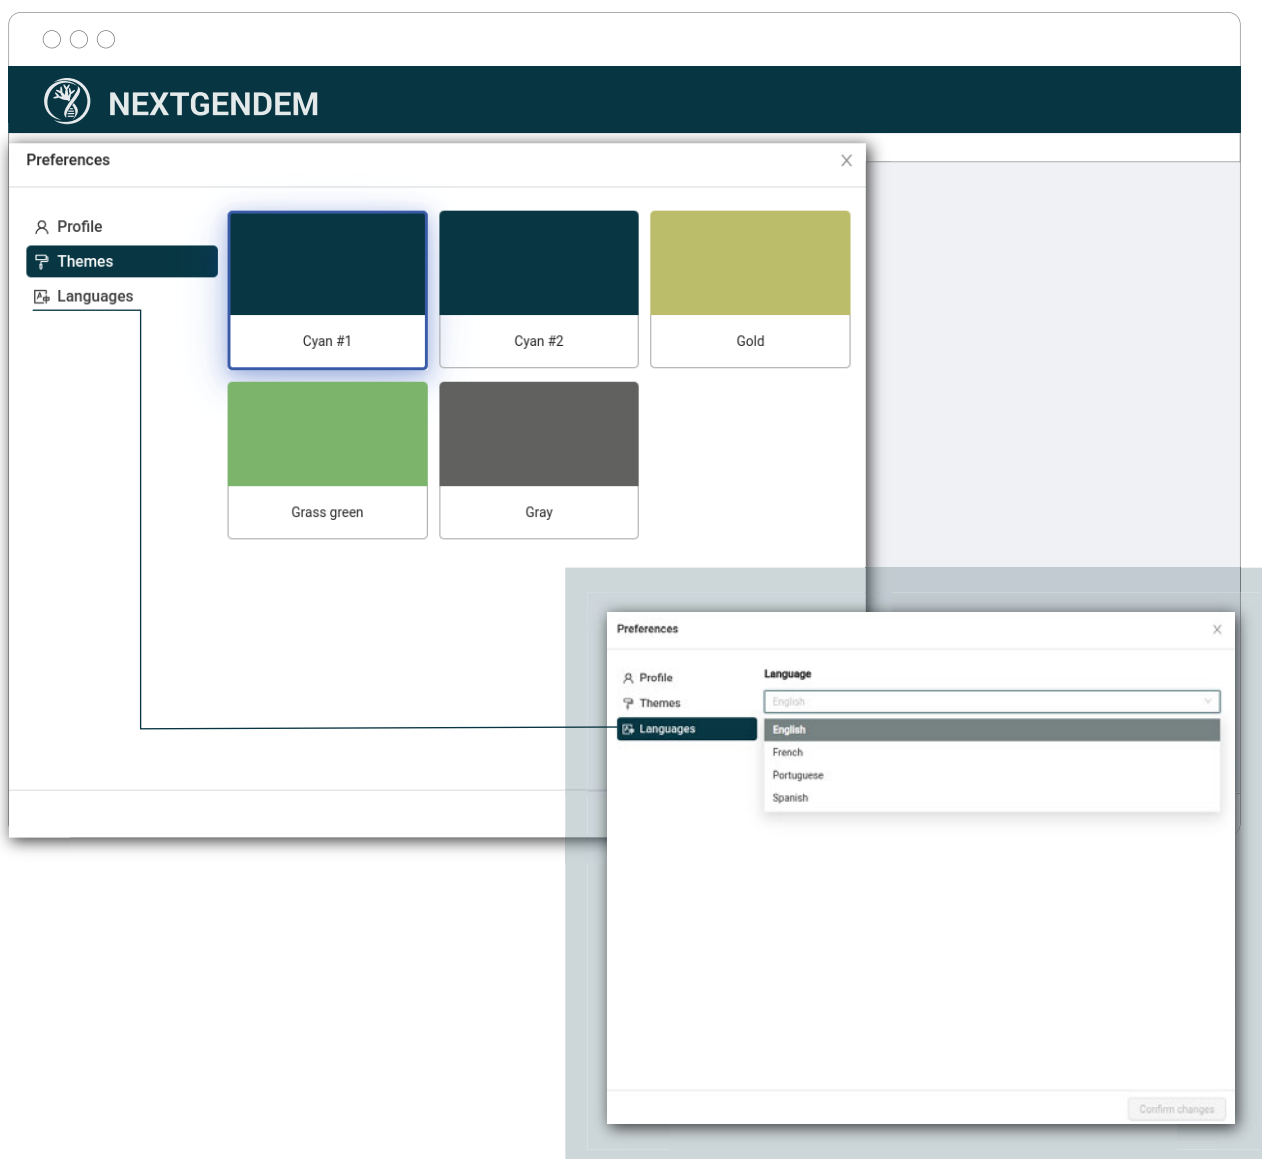 NEXTGENDEM
Preferences
Profile
Themes
Languages
Cyan #1
Cyan #2
Gold
Grass green
Gray
Preferences
Profile
Themes
Languages
Language
English
English
French
Portuguese
Spanish
Confirm changes